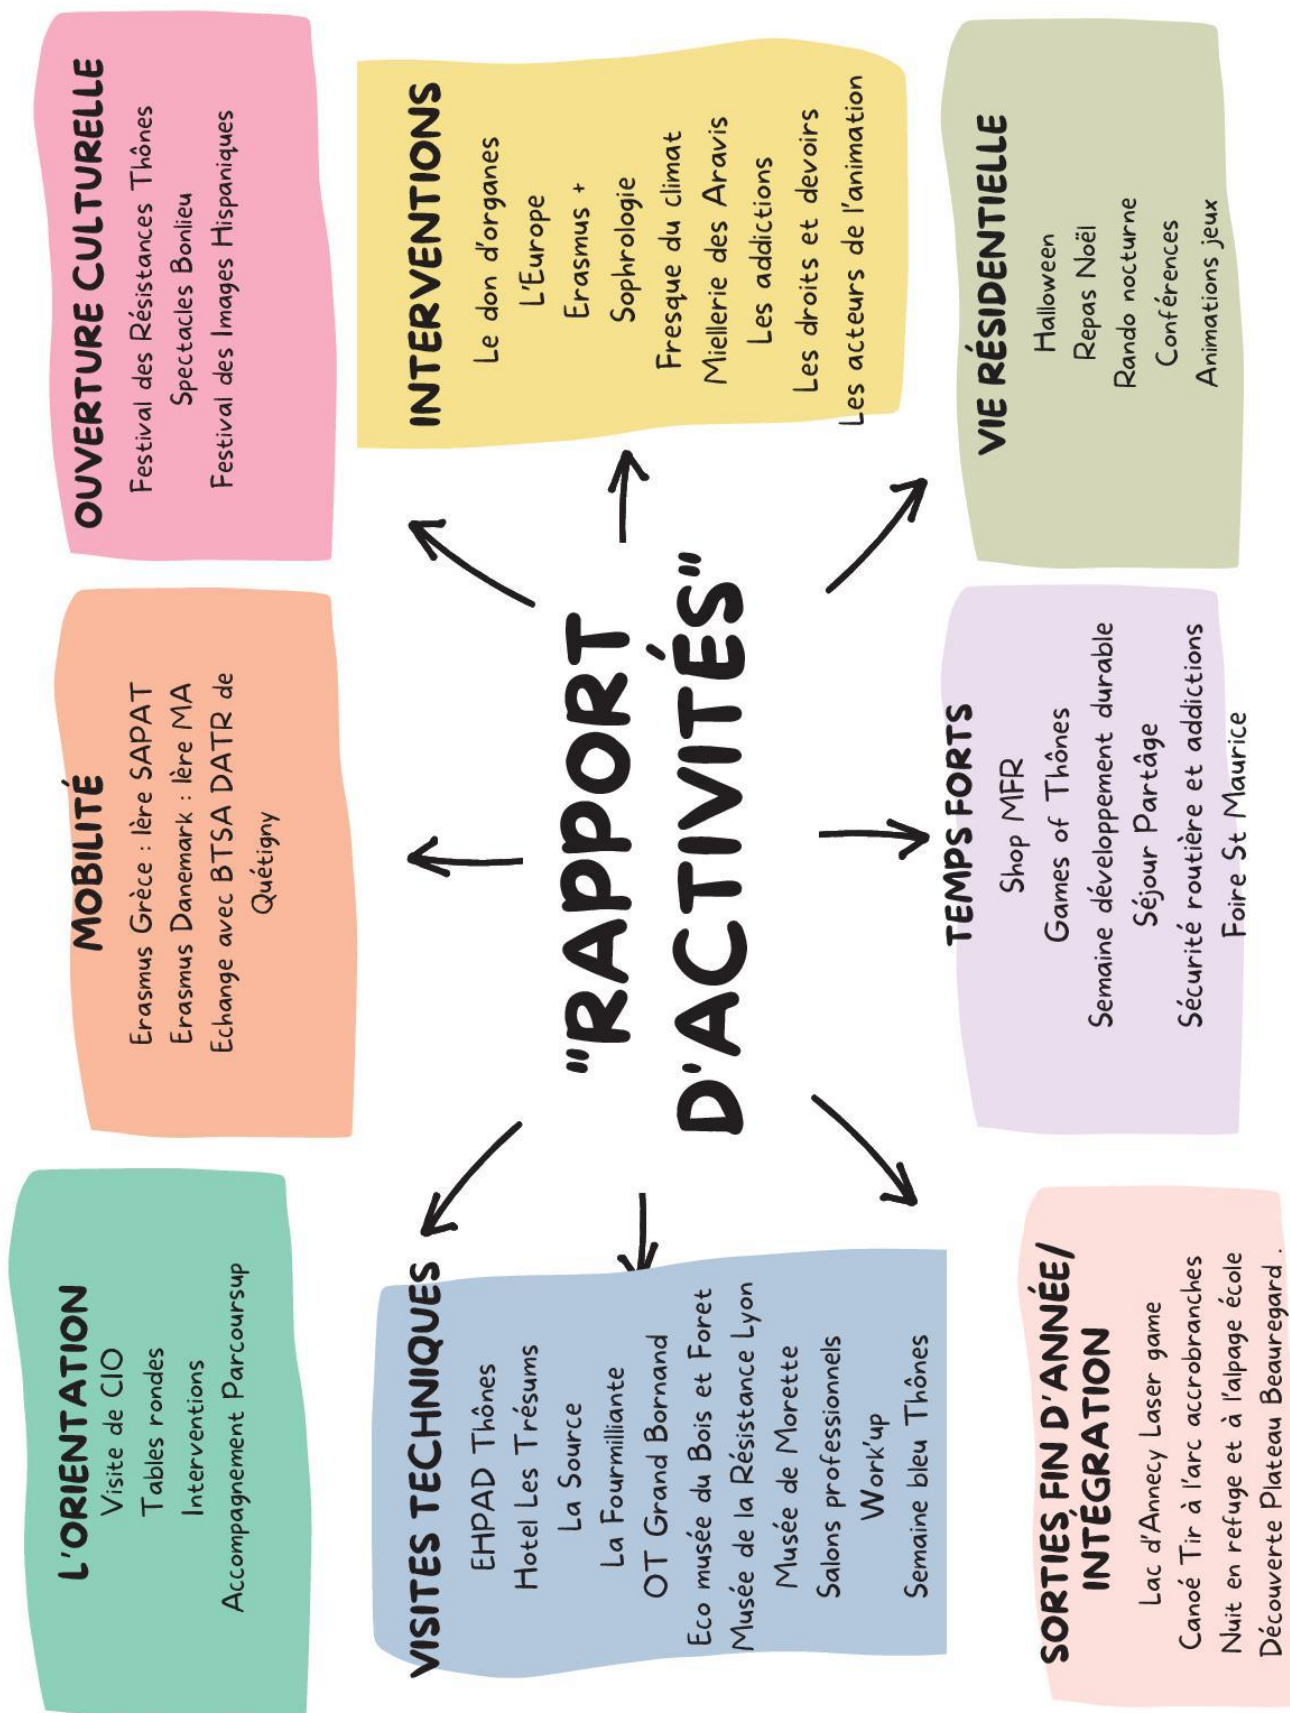 L'ORIENTATION
Visite de CIO
Tables rondes
Interventions
Accompagnement Parcoursup
MOBILITÉ
Erasmus Grèce : 1ère SAPAT
Erasmus Danemark : 1ère MA
Echange avec BTSA DATR de
Quétigny
OUVERTURE CULTURELLE
Festival des Résistances Thônes
Spectacles Bonlieu
Festival des Images Hispaniques
VISITES TECHNIQUES
EHPAD Thônes
Hotel Les Trésums
La Source
La Fourmilliante
OT Grand Bornand
Eco musée du Bois et Foret
Musée de la Résistance Lyon
Musée de Morette
Salons professionnels
Work'up
Semaine bleu Thônes
"RAPPORT
D'ACTIVITÉS"
INTERVENTIONS
Le don d'organes
L'Europe
Erasmus +
Sophrologie
Fresque du climat
Miellerie des Aravis
Les addictions
Les droits et devoirs
Les acteurs de l'animation
SORTIES FIN D'ANNÉE/
INTÉGRATION
Lac d'Annecy Laser game
Canoé Tir à l'arc accrobranches
Nuit en refuge et à l'alpage école
Découverte Plateau Beauregard .
TEMPS FORTS
Shop MFR
Games of Thônes
Semaine développement durable
Séjour Partâge
Sécurité routière et addictions
Foire St Maurice
VIE RÉSIDENTIELLE
Halloween
Repas Noël
Rando nocturne
Conférences
Animations jeux